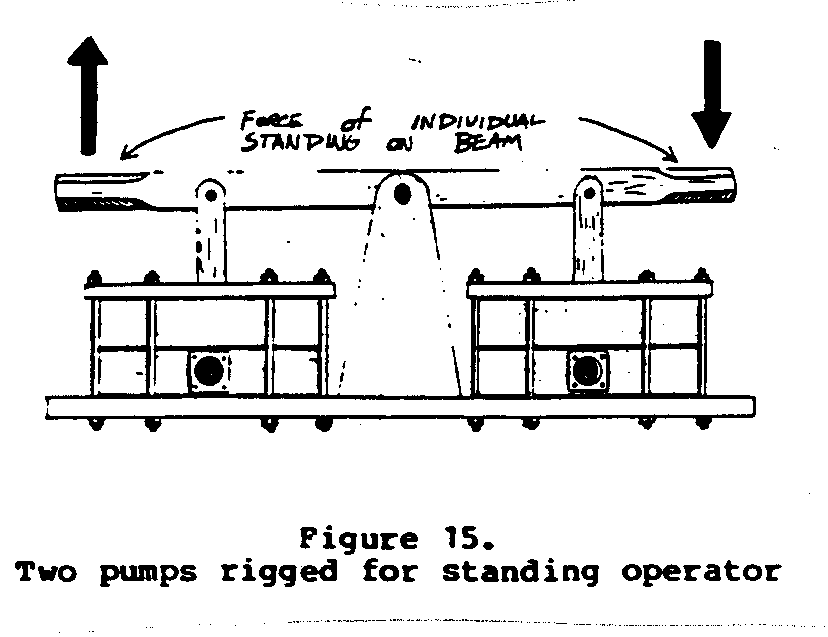 FORCE of INDIVIDUAL
STANDING ON BEAM
Figure 15.
Two pumps rigged for standing operator